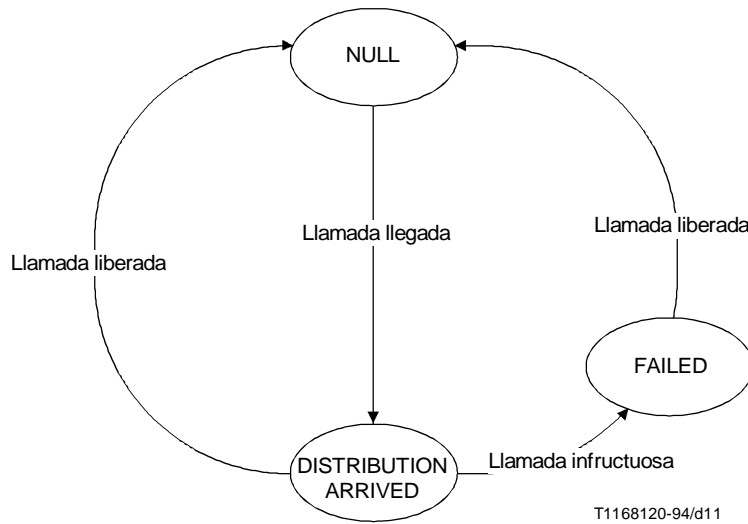 NULL
Llamada llegada
Llamada liberada
Llamada liberada
FAILED
DISTRIBUTION
ARRIVED
Llamada infructuosa
T1168120-94/d11